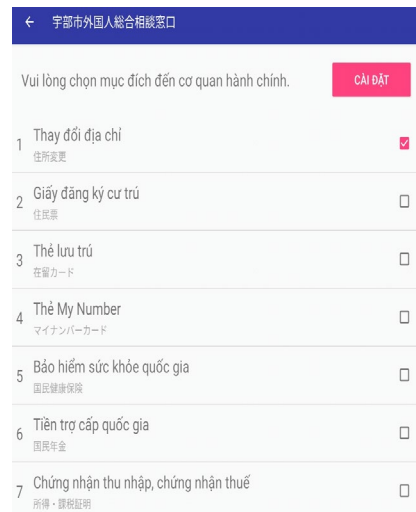 宇部市外国人総合相談窓口
Vui lòng chọn mục đích đến cơ quan hành chính.
CÀI ĐẶT
1 Thay đổi địa chỉ
住所変更
2 Giấy đăng ký cư trú
住民票
3 Thẻ lưu trú
在留カード
4 Thẻ My Number
マイナンバーカード
5 Bảo hiểm sức khỏe quốc gia
国民健康保険
6 Tiền trợ cấp quốc gia
国民年金
7 Chứng nhận thu nhập, chứng nhận thuế
所得・課税証明